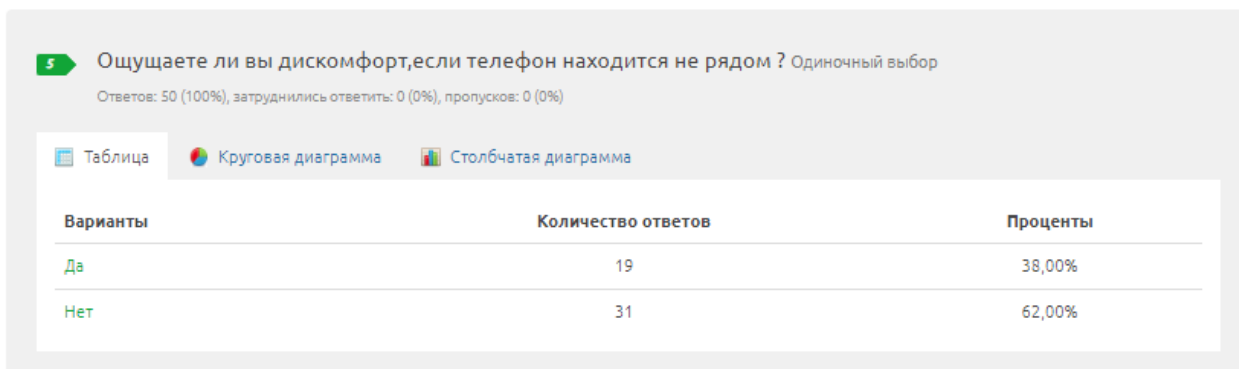 5 Ощущаете ли вы дискомфорт,если телефон находится не рядом ? Одиночный выбор
Ответов: 50 (100%), затруднились ответить: 0 (0%), пропусков: 0 (0%)
Таблица Круговая диаграмма Столбчатая диаграмма
Варианты Количество ответов Проценты
Да 19 38,00%
Нет 31 62,00%